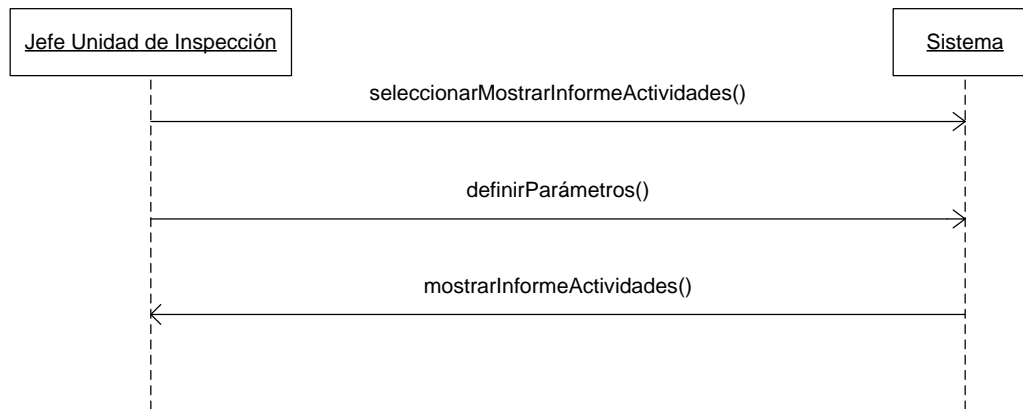 Jefe Unidad de Inspección
Sistema
seleccionarMostrarInformeActividades()
definirParámetros()
mostrarInformeActividades()